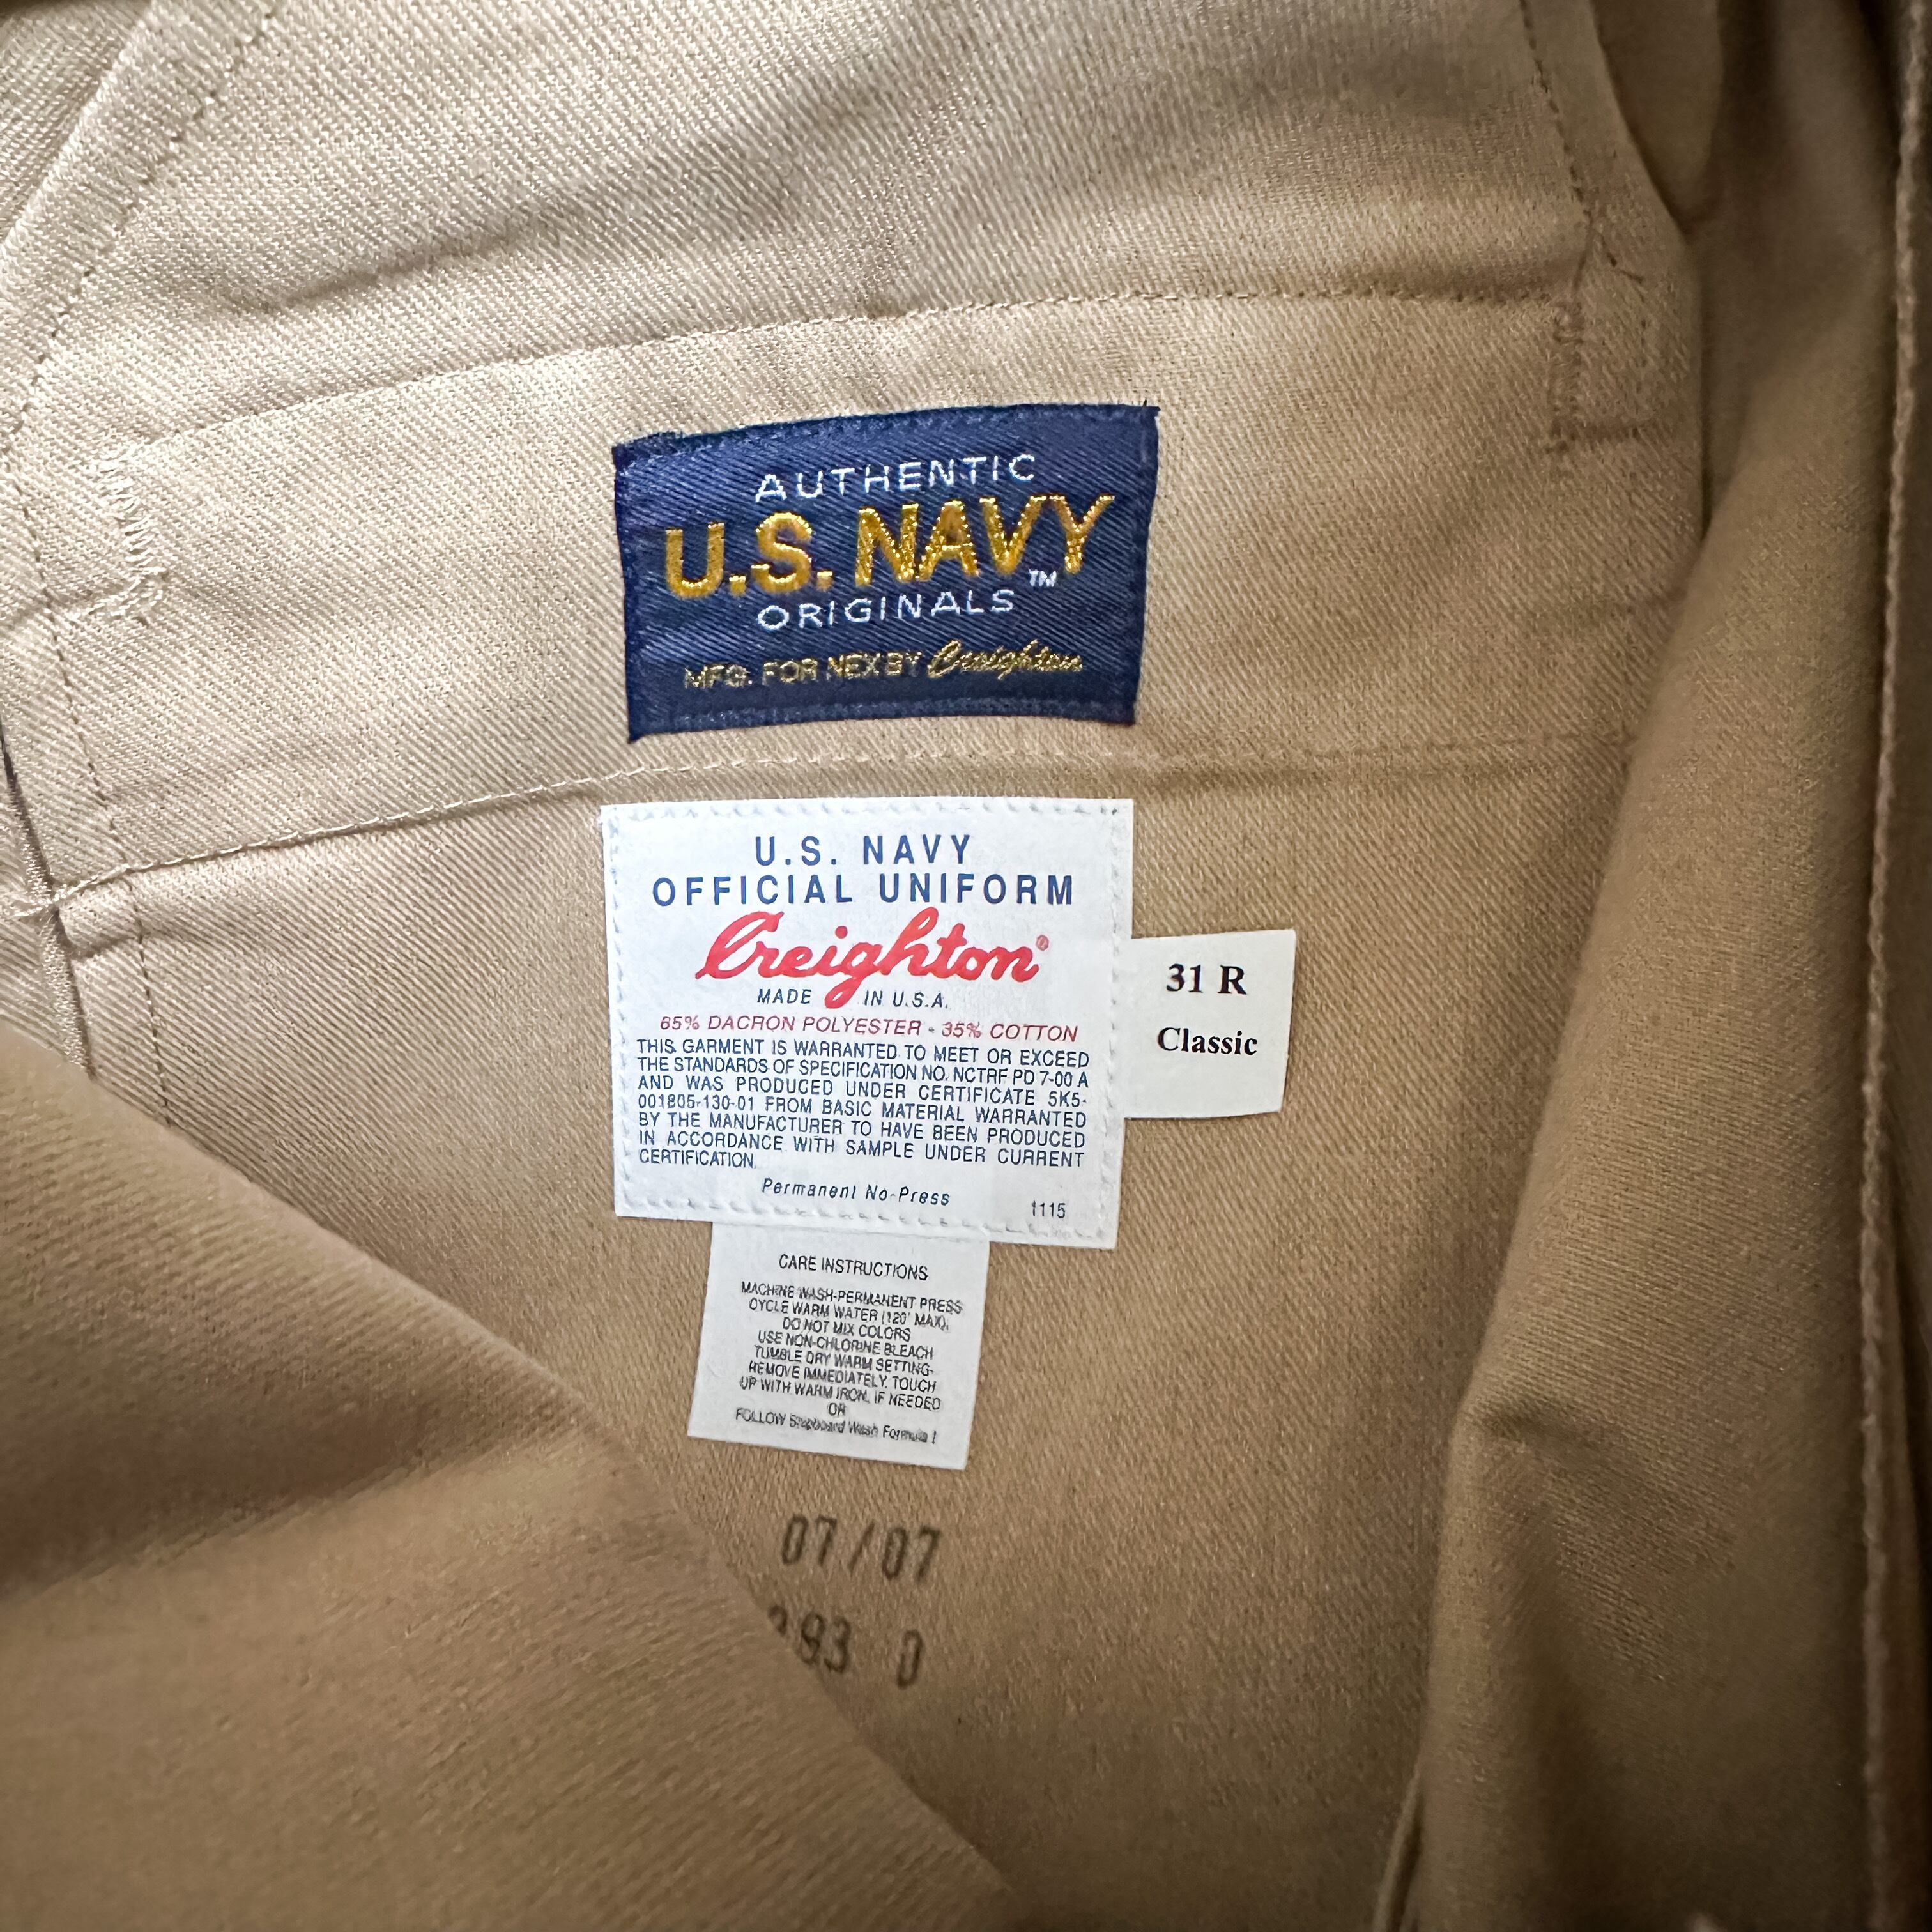 AUTHENTIC
U.S. NAVY™
ORIGINALS
MFG. FOR NEX BY Creighton
U.S. NAVY
OFFICIAL UNIFORM
Creighton®
MADE IN U.S.A.
65% DACRON POLYESTER - 35% COTTON
THIS GARMENT IS WARRANTED TO MEET OR EXCEED
THE STANDARDS OF SPECIFICATION NO. NCTRF PD 7-00 A
AND WAS PRODUCED UNDER CERTIFICATE 5K5-
001805-130-01 FROM BASIC MATERIAL WARRANTED
BY THE MANUFACTURER TO HAVE BEEN PRODUCED
IN ACCORDANCE WITH SAMPLE UNDER CURRENT
CERTIFICATION.
Permanent No-Press
1115
31 R
Classic
CARE INSTRUCTIONS
MACHINE WASH-PERMANENT PRESS
CYCLE WARM WATER (120° MAX),
DO NOT MIX COLORS
USE NON-CHLORINE BLEACH
TUMBLE DRY WARM SETTING-
REMOVE IMMEDIATELY, TOUCH
UP WITH WARM IRON, IF NEEDED
OR
FOLLOW Shipboard Wash Formula I
07/07
93 D